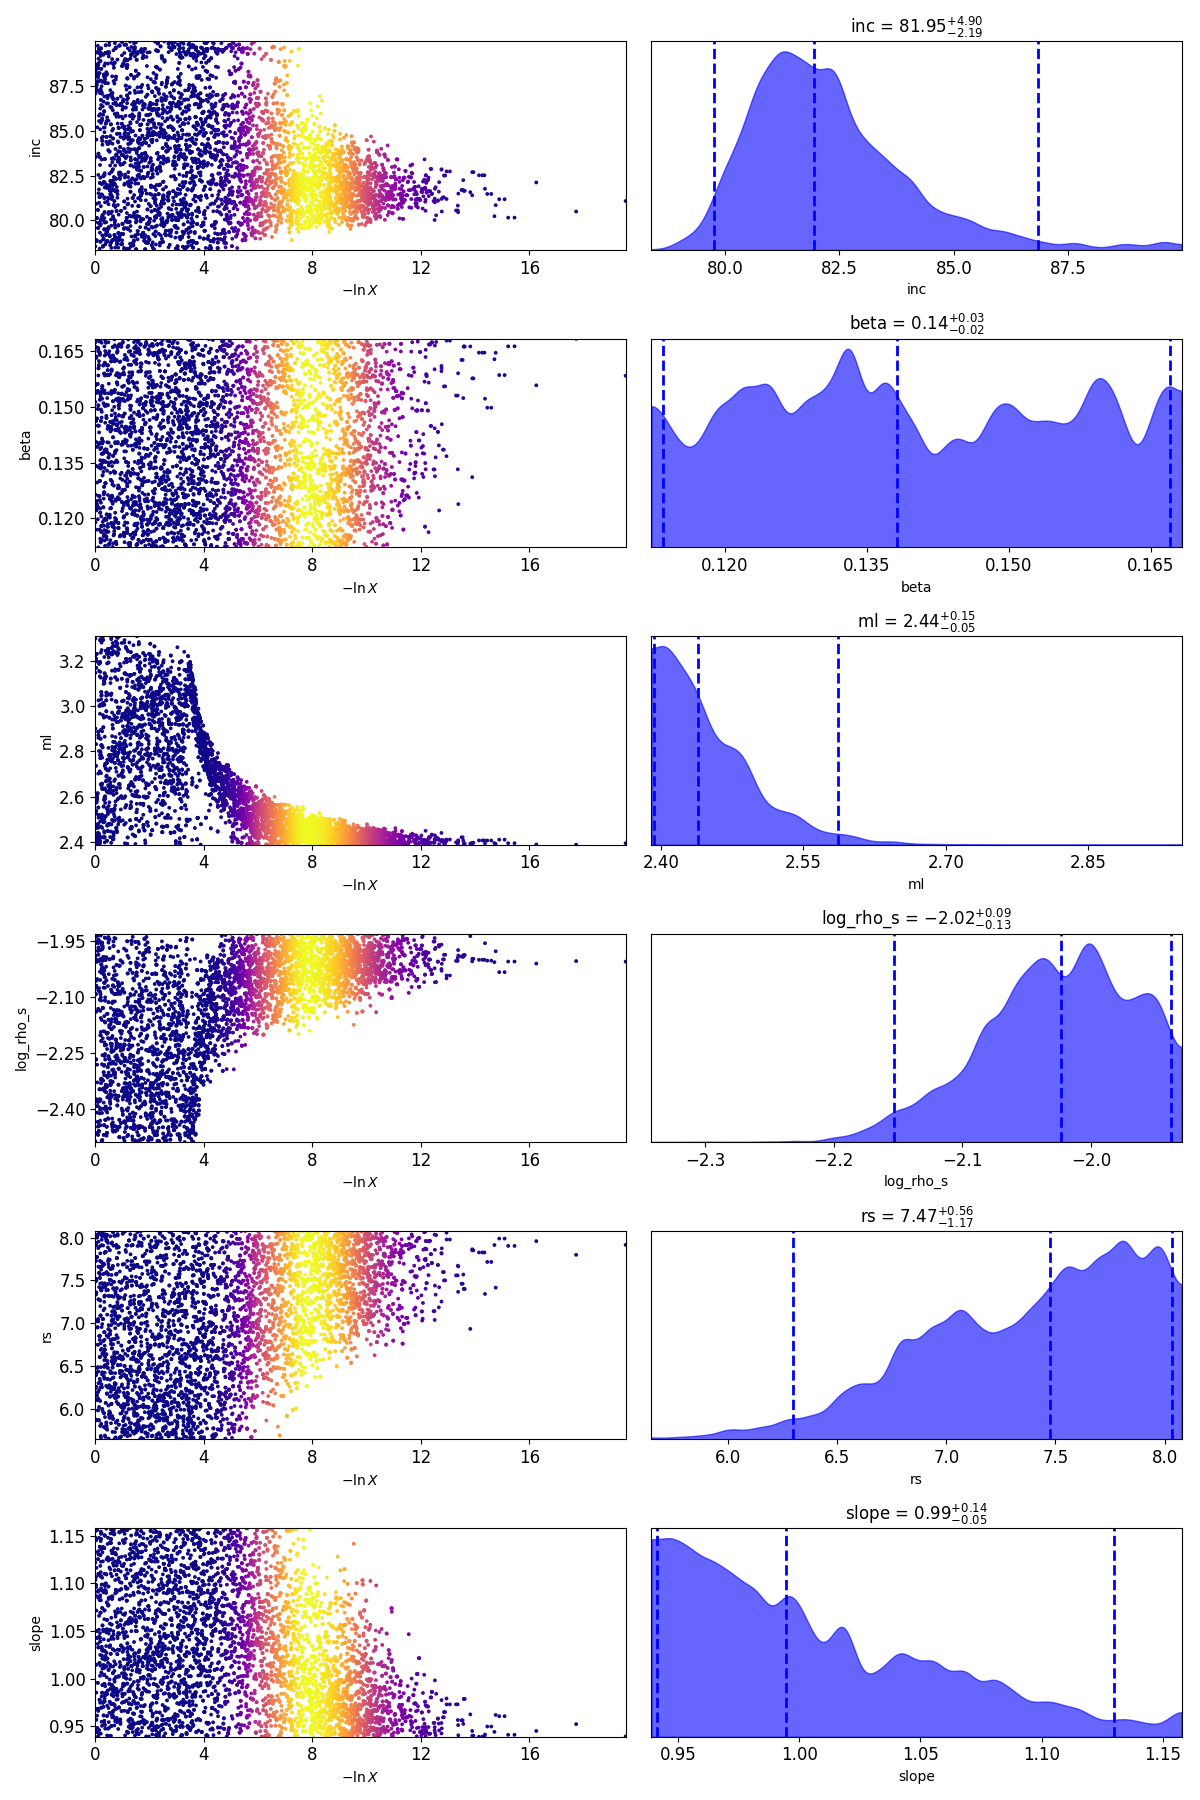 inc = 81.95+4.90−2.19
87.5
85.0
82.5
80.0
inc
0 4 8 12 16
−ln X
80.0 82.5 85.0 87.5
inc
beta = 0.14+0.03−0.02
0.165
0.150
0.135
0.120
beta
0 4 8 12 16
−ln X
0.120 0.135 0.150 0.165
beta
ml = 2.44+0.15−0.05
3.2
3.0
2.8
2.6
2.4
ml
0 4 8 12 16
−ln X
2.40 2.55 2.70 2.85
ml
log_rho_s = −2.02+0.09−0.13
−1.95
−2.10
−2.25
−2.40
log_rho_s
0 4 8 12 16
−ln X
−2.3 −2.2 −2.1 −2.0
log_rho_s
rs = 7.47+0.56−1.17
8.0
7.5
7.0
6.5
6.0
rs
0 4 8 12 16
−ln X
6.0 6.5 7.0 7.5 8.0
rs
slope = 0.99+0.14−0.05
1.15
1.10
1.05
1.00
0.95
slope
0 4 8 12 16
−ln X
0.95 1.00 1.05 1.10 1.15
slope